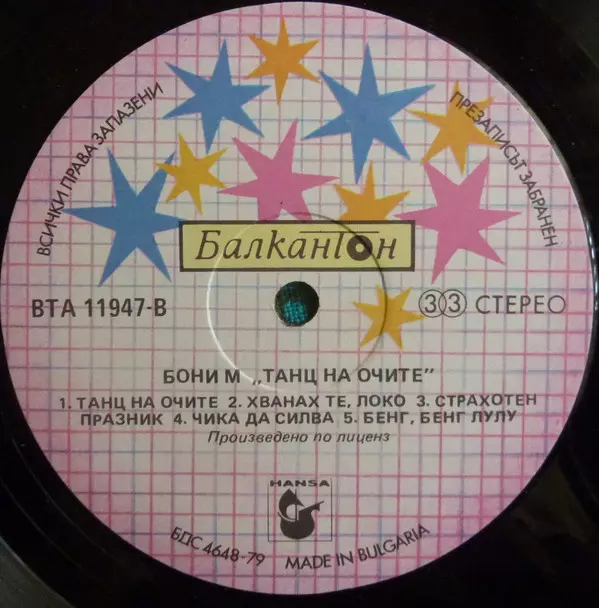 ВСИЧКИ ПРАВА ЗАПАЗЕНИ
ПРЕЗАПИСЪТ ЗАБРАНЕН
Балкантон
ВТА 11947-В
33 СТЕРЕО
БОНИ М „ТАНЦ НА ОЧИТЕ”
1. ТАНЦ НА ОЧИТЕ 2. ХВАНАХ ТЕ, ЛОКО 3. СТРАХОТЕН
ПРАЗНИК 4. ЧИКА ДА СИЛВА 5. БЕНГ, БЕНГ ЛУЛУ
Произведено по лиценз
HANSA
БДС 4648-79 MADE IN BULGARIA